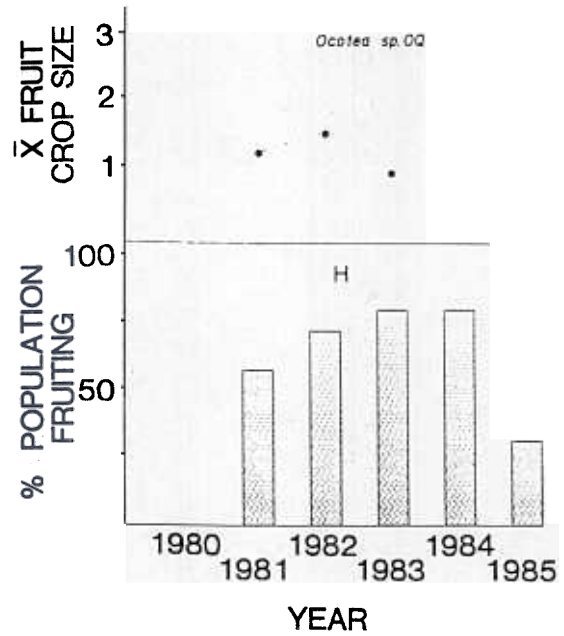 X̄ FRUIT
CROP SIZE
3
2
1
Ocotea sp. OQ
% POPULATION
FRUITING
100
50
H
1980 1982 1984
1981 1983 1985
YEAR